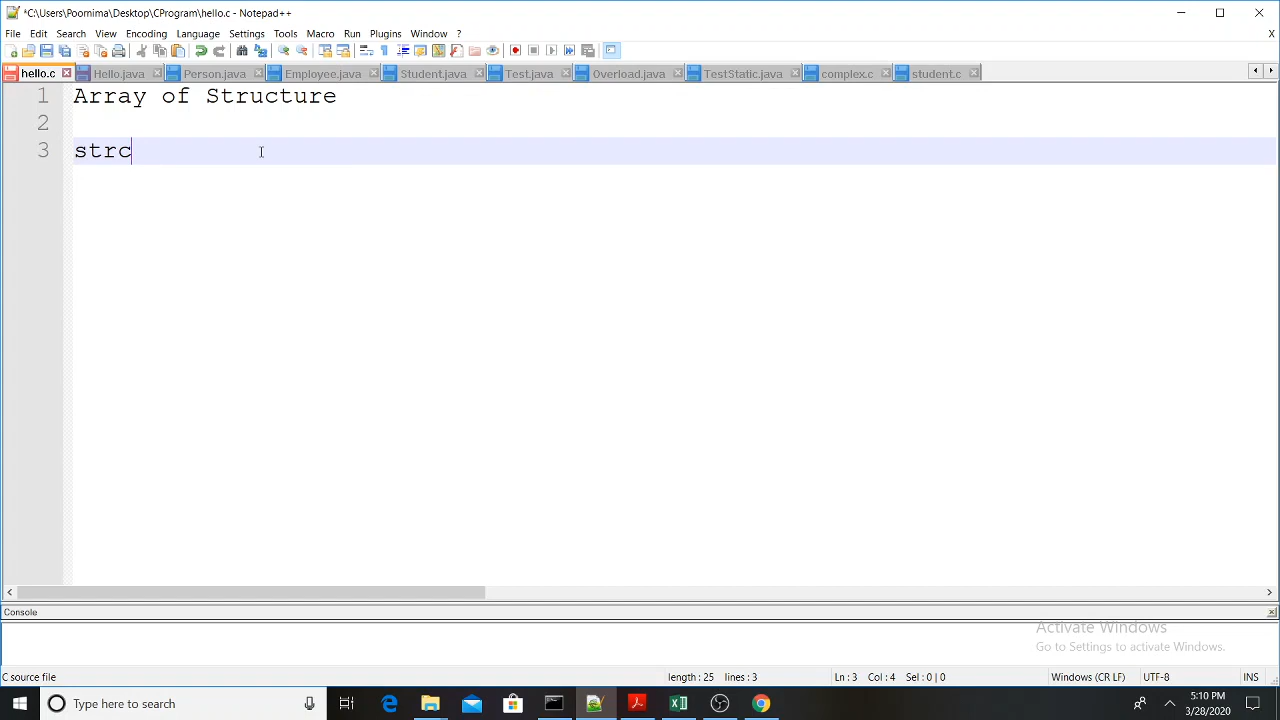 *C:\Users\Poornima\Desktop\CProgram\hello.c - Notepad++
File Edit Search View Encoding Language Settings Tools Macro Run Plugins Window ? X
hello.c Hello.java Person.java Employee.java Student.java Test.java Overload.java TestStatic.java complex.c student.c
1 Array of Structure
2
3 strc
Console
Activate Windows
Go to Settings to activate Windows.
C source file length : 25 lines : 3 Ln : 3 Col : 4 Sel : 0 | 0 Windows (CR LF) UTF-8 INS
Type here to search
5:10 PM
3/28/2020